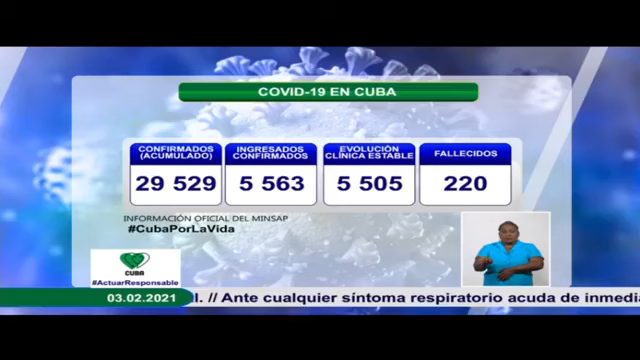 COVID-19 EN CUBA
CONFIRMADOS
(ACUMULADO)
29 529
INGRESADOS
CONFIRMADOS
5 563
EVOLUCIÓN
CLÍNICA ESTABLE
5 505
FALLECIDOS
220
INFORMACIÓN OFICIAL DEL MINSAP
#CubaPorLaVida
CUBA
#ActuarResponsable
03.02.2021
l. // Ante cualquier síntoma respiratorio acuda de inmedia